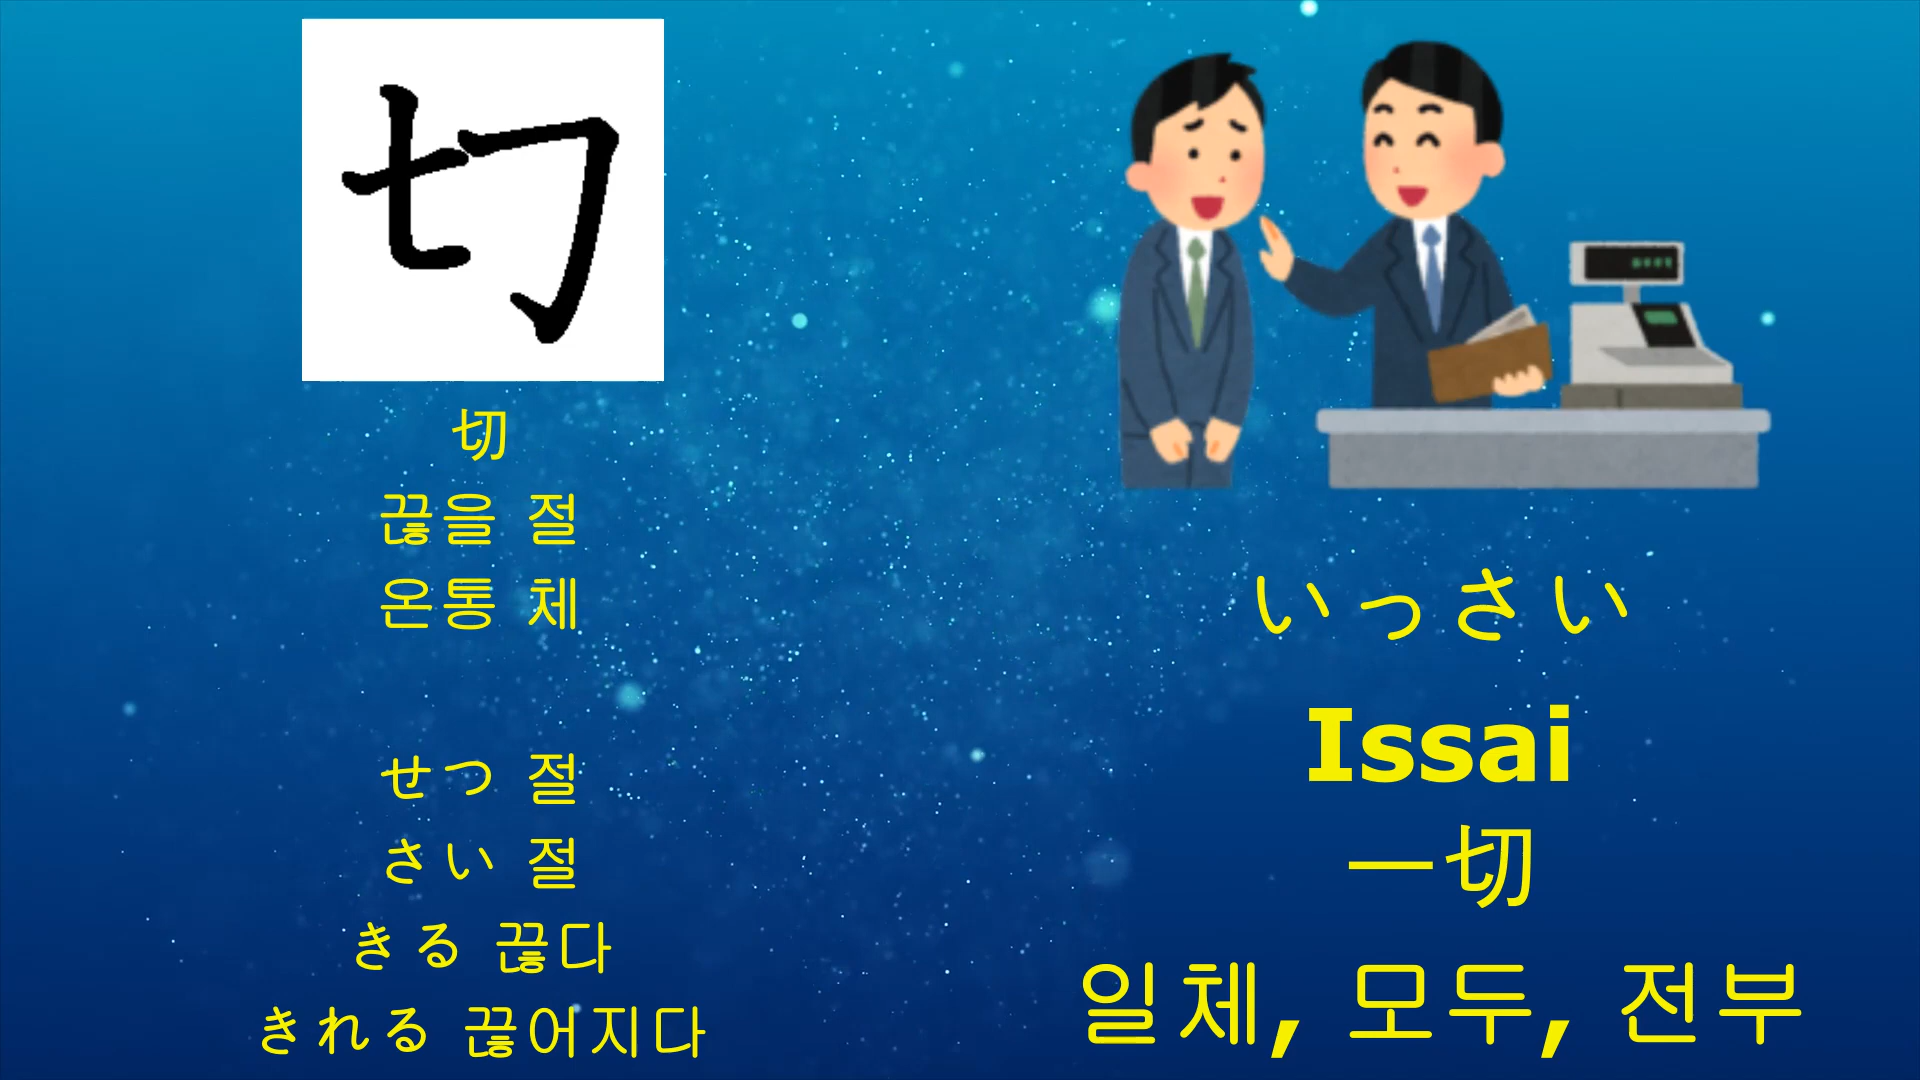 切
切
끊을 절
온통 체
せつ 절
さい 절
きる 끊다
きれる 끊어지다
いっさい
Issai
一切
일체, 모두, 전부